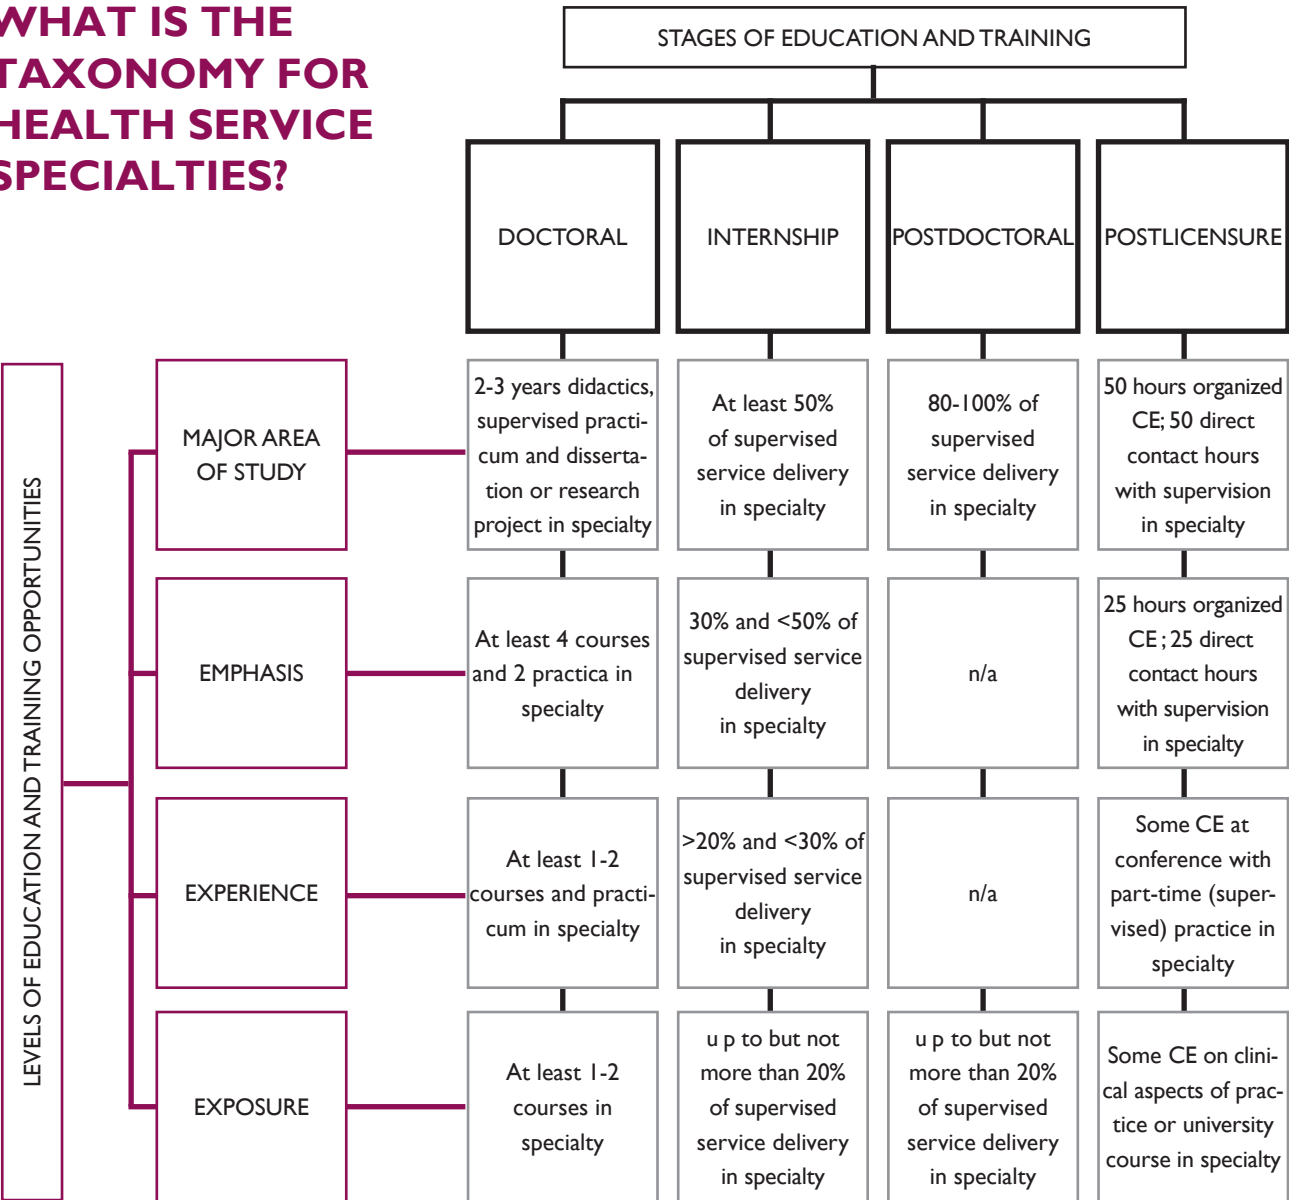 WHAT IS THE
TAXONOMY FOR
HEALTH SERVICE
SPECIALTIES?
STAGES OF EDUCATION AND TRAINING
DOCTORAL
INTERNSHIP
POSTDOCTORAL
POSTLICENSURE
LEVELS OF EDUCATION AND TRAINING OPPORTUNITIES
MAJOR AREA
OF STUDY
2-3 years didactics,
supervised practi-
cum and disserta-
tion or research
project in specialty
At least 50%
of supervised
service delivery
in specialty
80-100% of
supervised
service delivery
in specialty
50 hours organized
CE; 50 direct
contact hours
with supervision
in specialty
EMPHASIS
At least 4 courses
and 2 practica in
specialty
30% and <50% of
supervised service
delivery
in specialty
n/a
25 hours organized
CE ; 25 direct
contact hours
with supervision
in specialty
EXPERIENCE
At least 1-2
courses and practi-
cum in specialty
>20% and <30% of
supervised service
delivery
in specialty
n/a
Some CE at
conference with
part-time (super-
vised) practice in
specialty
EXPOSURE
At least 1-2
courses in
specialty
u p to but not
more than 20%
of supervised
service delivery
in specialty
u p to but not
more than 20%
of supervised
service delivery
in specialty
Some CE on clini-
cal aspects of prac-
tice or university
course in specialty